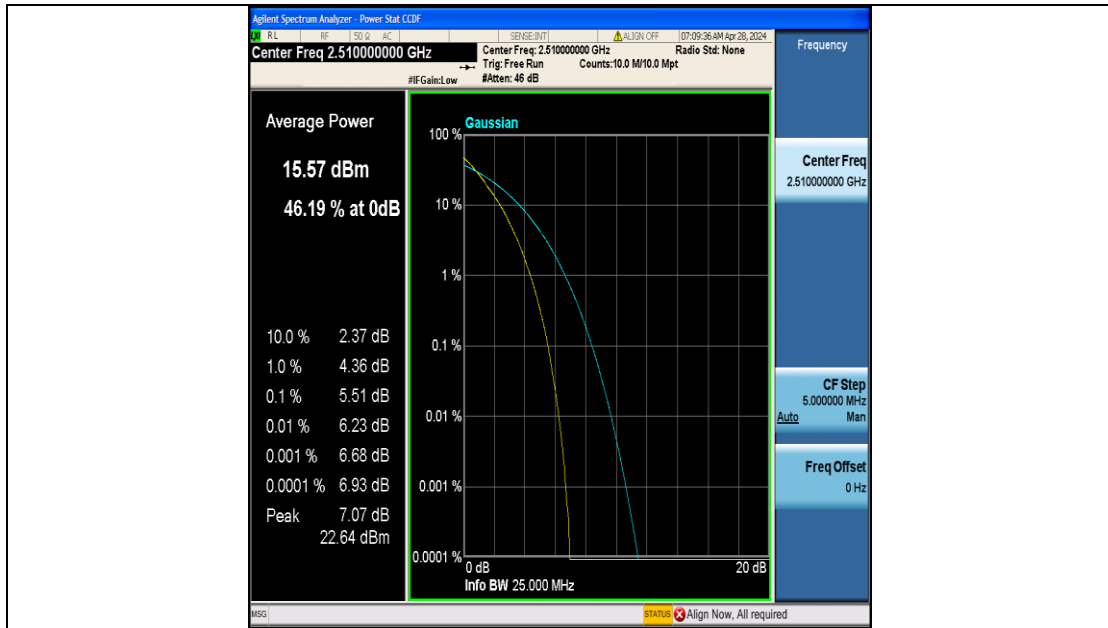 Agilent Spectrum Analyzer - Power Stat CCDF
RL RF 50 Ω AC SENSE:INT ALIGN OFF 07:09:36 AM Apr 28, 2024
Center Freq 2.510000000 GHz
Center Freq: 2.510000000 GHz Radio Std: None
Trig: Free Run Counts:10.0 M/10.0 Mpt
#IFGain:Low #Atten: 46 dB
Frequency
Average Power
15.57 dBm
46.19 % at 0dB
10.0 % 2.37 dB
1.0 % 4.36 dB
0.1 % 5.51 dB
0.01 % 6.23 dB
0.001 % 6.68 dB
0.0001 % 6.93 dB
Peak 7.07 dB
22.64 dBm
Gaussian
100 %
10 %
1 %
0.1 %
0.01 %
0.001 %
0.0001 %
0 dB 20 dB
Info BW 25.000 MHz
Center Freq
2.510000000 GHz
CF Step
5.000000 MHz
Auto Man
Freq Offset
0 Hz
MSG STATUS Align Now, All required